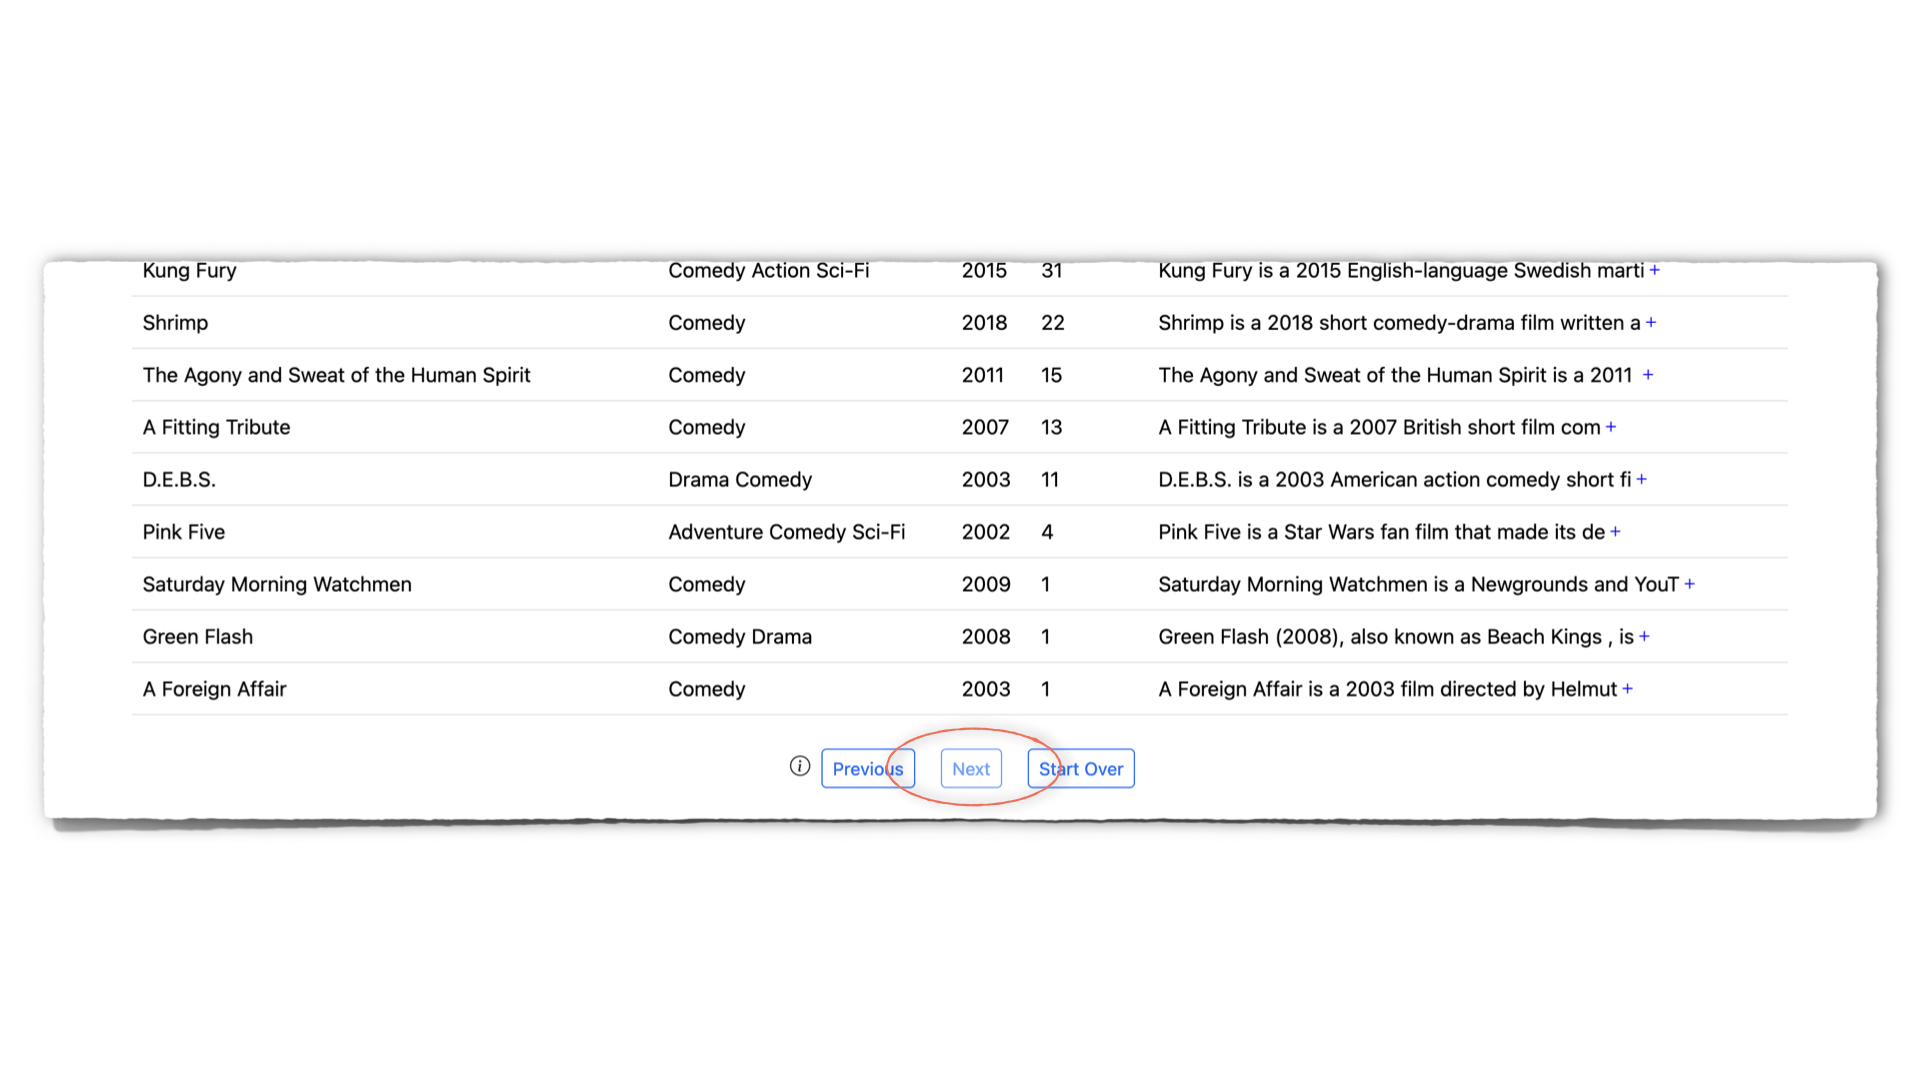 Kung Fury Comedy Action Sci-Fi 2015 31 Kung Fury is a 2015 English-language Swedish marti +
Shrimp Comedy 2018 22 Shrimp is a 2018 short comedy-drama film written a +
The Agony and Sweat of the Human Spirit Comedy 2011 15 The Agony and Sweat of the Human Spirit is a 2011 +
A Fitting Tribute Comedy 2007 13 A Fitting Tribute is a 2007 British short film com +
D.E.B.S. Drama Comedy 2003 11 D.E.B.S. is a 2003 American action comedy short fi +
Pink Five Adventure Comedy Sci-Fi 2002 4 Pink Five is a Star Wars fan film that made its de +
Saturday Morning Watchmen Comedy 2009 1 Saturday Morning Watchmen is a Newgrounds and YouT +
Green Flash Comedy Drama 2008 1 Green Flash (2008), also known as Beach Kings , is +
A Foreign Affair Comedy 2003 1 A Foreign Affair is a 2003 film directed by Helmut +
i Previous Next Start Over